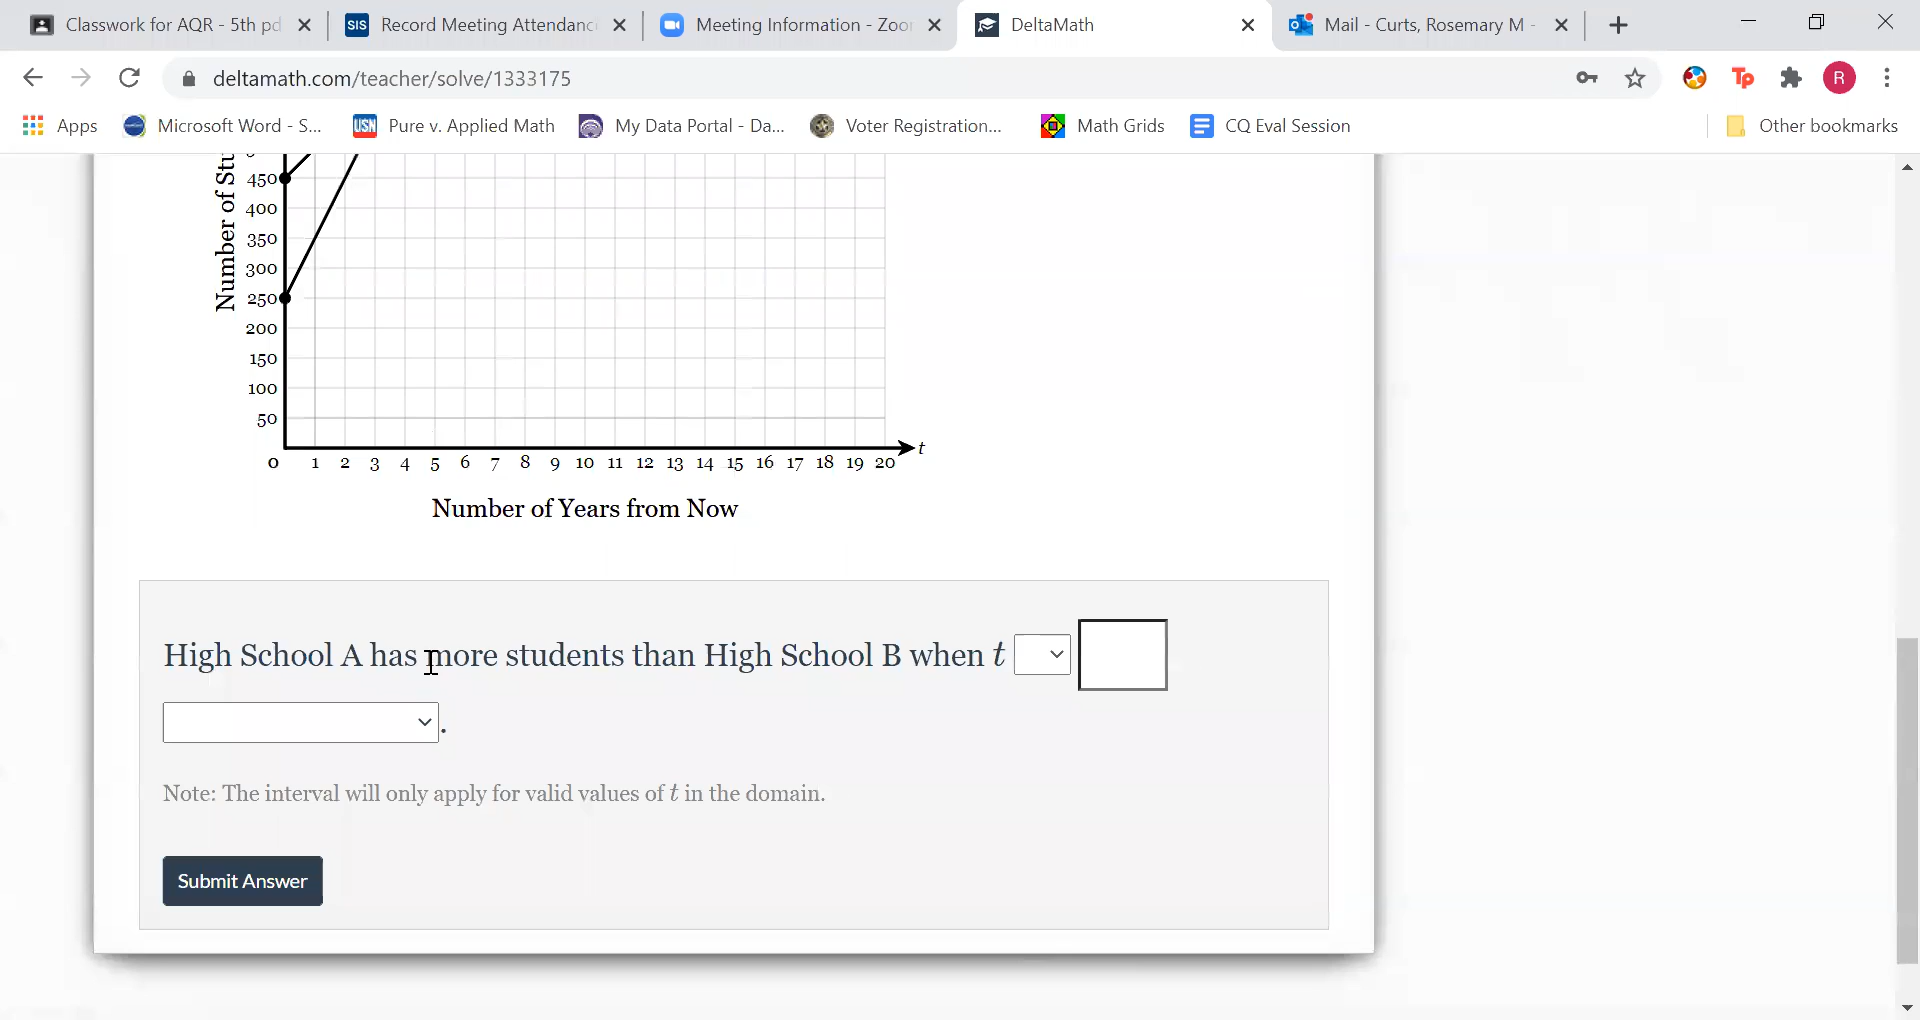 Classwork for AQR - 5th pd
SIS Record Meeting Attendanc
Meeting Information - Zoo
DeltaMath
Mail - Curts, Rosemary M -
deltamath.com/teacher/solve/1333175
Tp
R
Apps
Microsoft Word - S...
USN Pure v. Applied Math
My Data Portal - Da...
Voter Registration...
Math Grids
CQ Eval Session
Other bookmarks
Number of Stu
450
400
350
300
250
200
150
100
50
t
0 1 2 3 4 5 6 7 8 9 10 11 12 13 14 15 16 17 18 19 20
Number of Years from Now
High School A has more students than High School B when t
.
Note: The interval will only apply for valid values of t in the domain.
Submit Answer